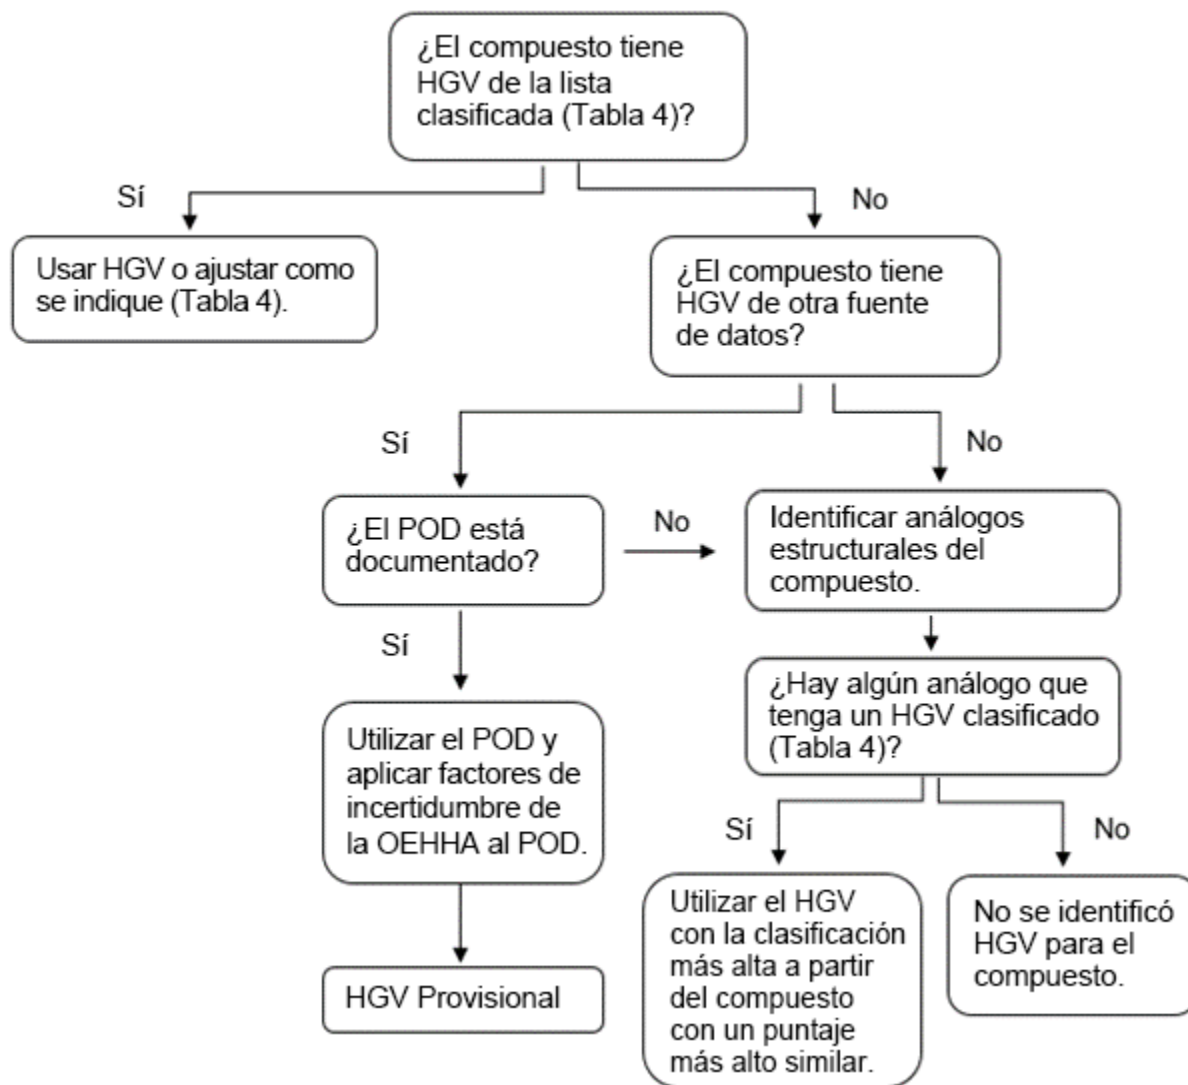 ¿El compuesto tiene
HGV de la lista
clasificada (Tabla 4)?
Sí
No
Usar HGV o ajustar como
se indique (Tabla 4).
¿El compuesto tiene
HGV de otra fuente
de datos?
Sí
No
¿El POD está
documentado?
No
Identificar análogos
estructurales del
compuesto.
Sí
¿Hay algún análogo que
tenga un HGV clasificado
(Tabla 4)?
Utilizar el POD y
aplicar factores de
incertidumbre de
la OEHHA al POD.
Sí
No
Utilizar el HGV
con la clasificación
más alta a partir
del compuesto
con un puntaje
más alto similar.
No se identificó
HGV para el
compuesto.
HGV Provisional